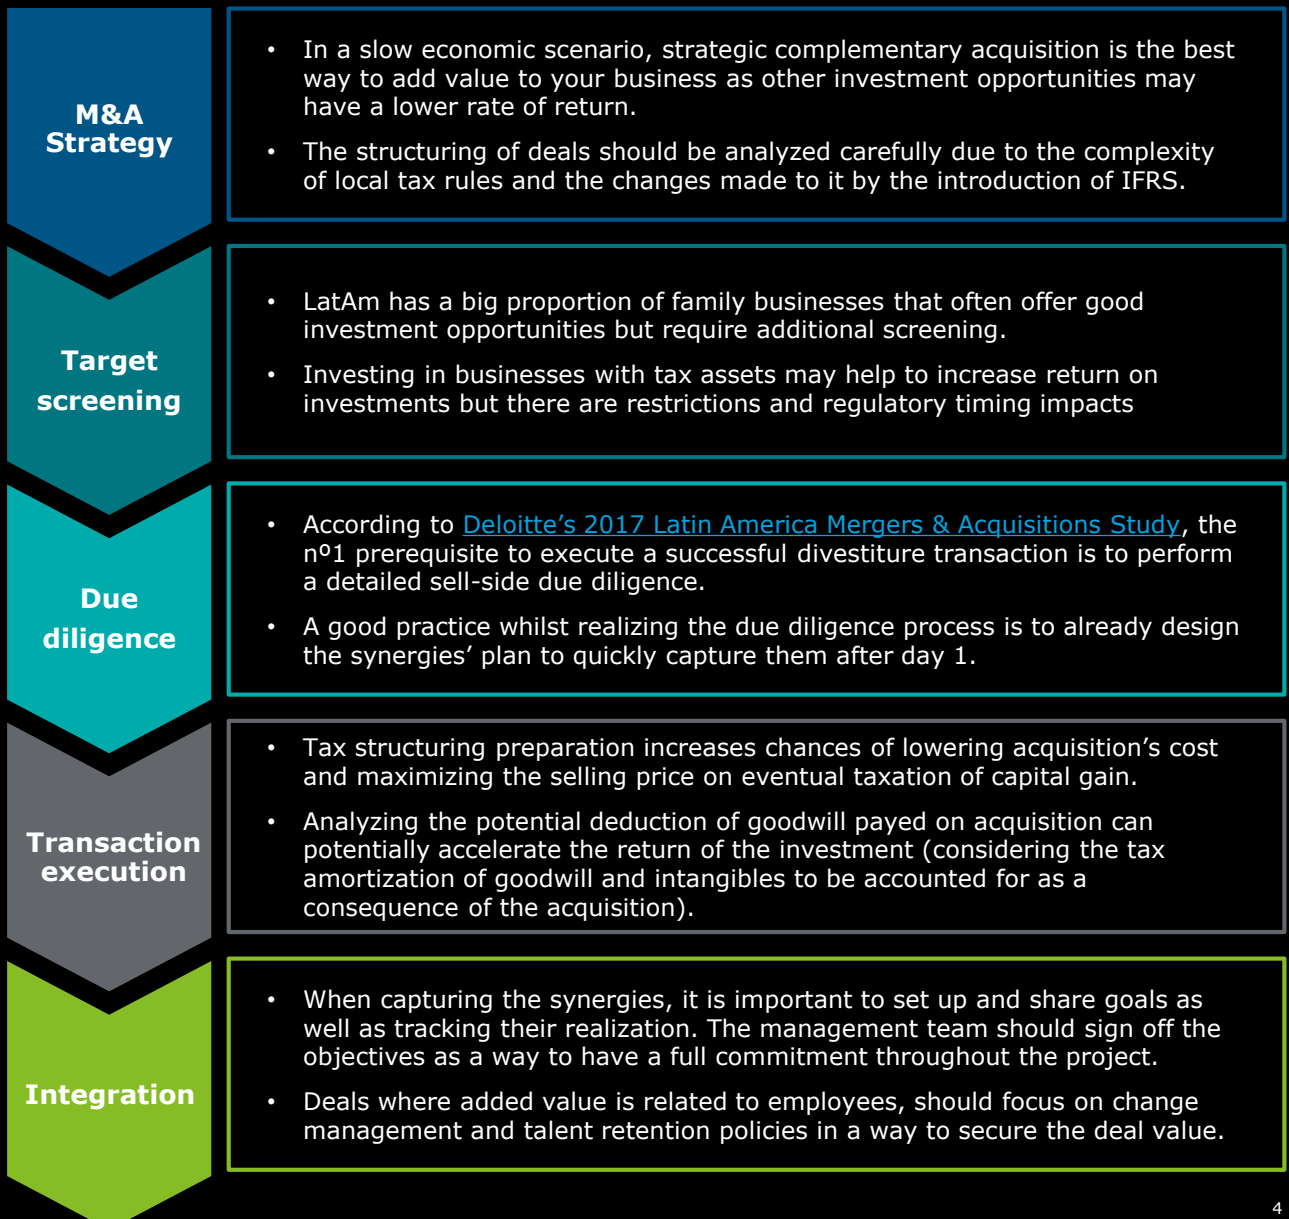 M&A
Strategy
• In a slow economic scenario, strategic complementary acquisition is the best
way to add value to your business as other investment opportunities may
have a lower rate of return.
• The structuring of deals should be analyzed carefully due to the complexity
of local tax rules and the changes made to it by the introduction of IFRS.
Target
screening
• LatAm has a big proportion of family businesses that often offer good
investment opportunities but require additional screening.
• Investing in businesses with tax assets may help to increase return on
investments but there are restrictions and regulatory timing impacts
Due
diligence
• According to Deloitte’s 2017 Latin America Mergers & Acquisitions Study, the
nº1 prerequisite to execute a successful divestiture transaction is to perform
a detailed sell-side due diligence.
• A good practice whilst realizing the due diligence process is to already design
the synergies’ plan to quickly capture them after day 1.
Transaction
execution
• Tax structuring preparation increases chances of lowering acquisition’s cost
and maximizing the selling price on eventual taxation of capital gain.
• Analyzing the potential deduction of goodwill payed on acquisition can
potentially accelerate the return of the investment (considering the tax
amortization of goodwill and intangibles to be accounted for as a
consequence of the acquisition).
Integration
• When capturing the synergies, it is important to set up and share goals as
well as tracking their realization. The management team should sign off the
objectives as a way to have a full commitment throughout the project.
• Deals where added value is related to employees, should focus on change
management and talent retention policies in a way to secure the deal value.
4